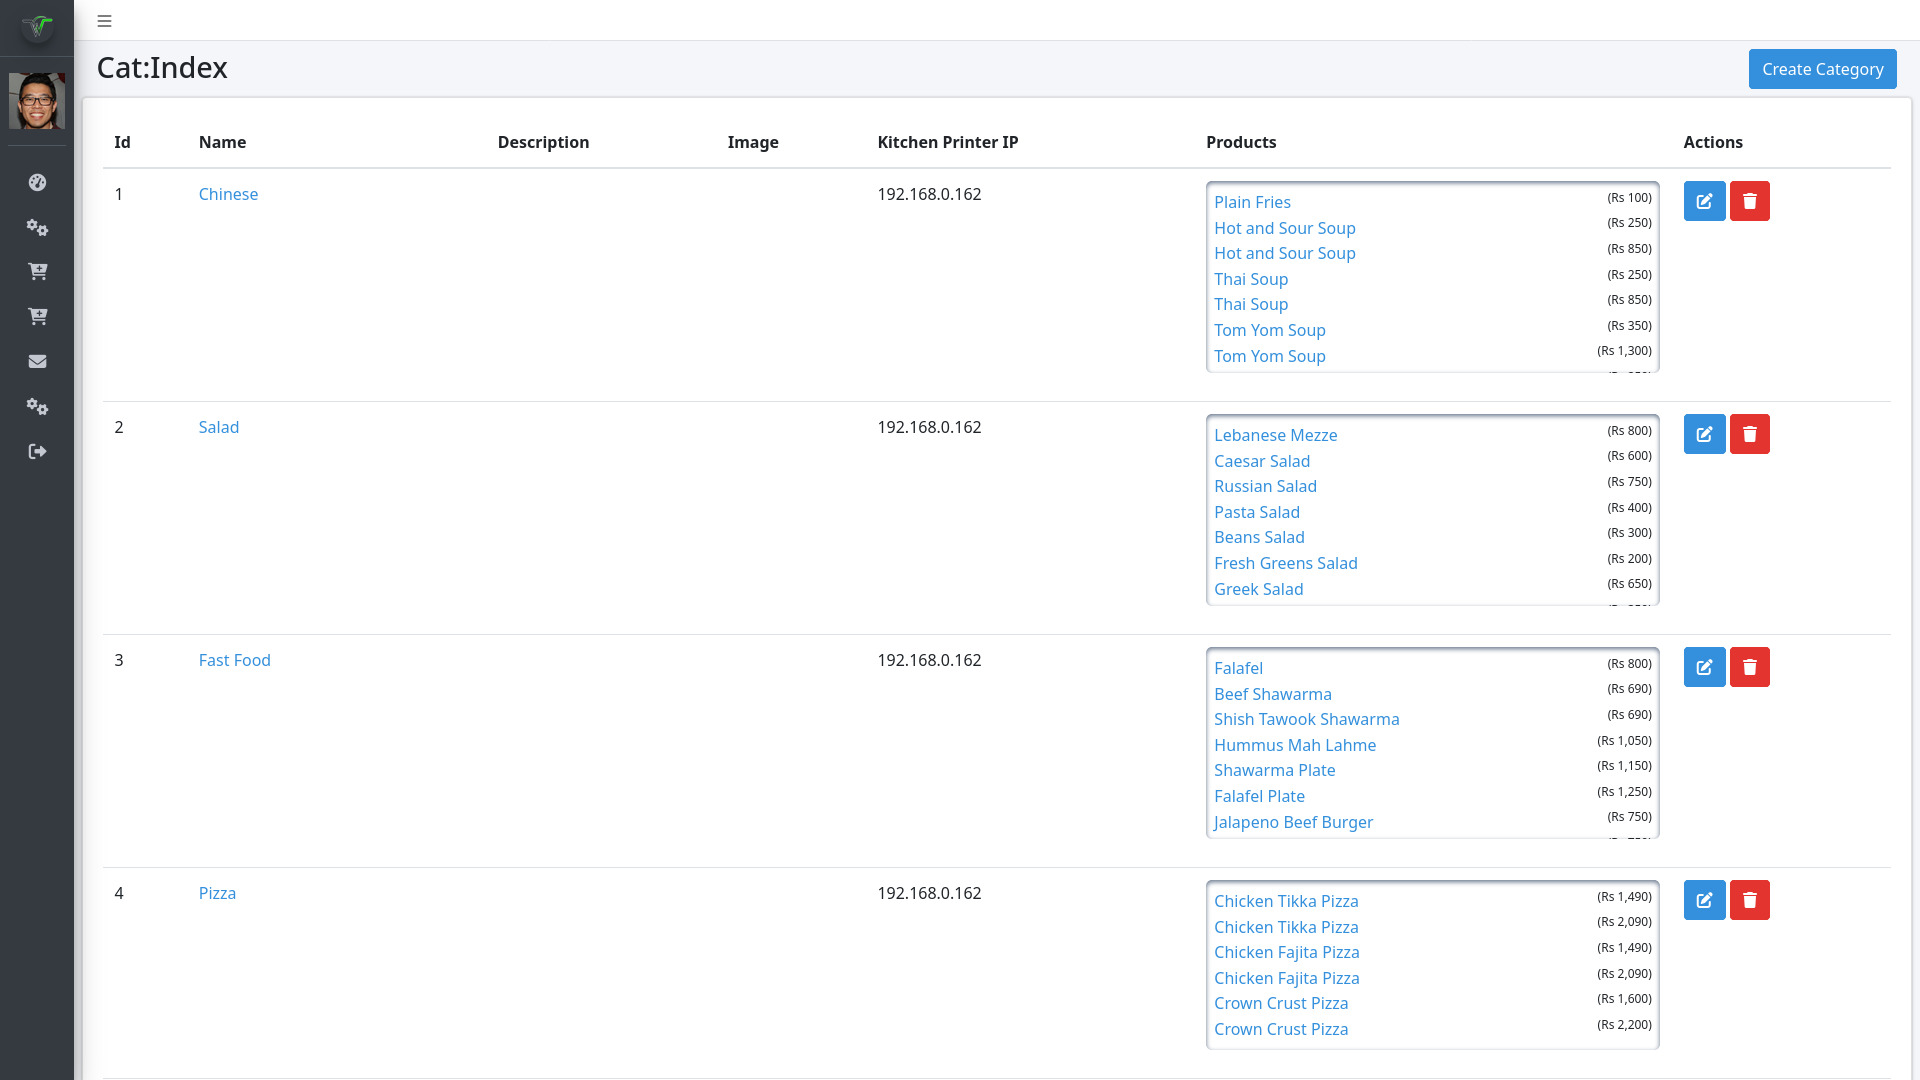 Cat:Index
Create Category
Id Name Description Image Kitchen Printer IP Products Actions
1 Chinese 192.168.0.162
Plain Fries (Rs 100)
Hot and Sour Soup (Rs 250)
Hot and Sour Soup (Rs 850)
Thai Soup (Rs 250)
Thai Soup (Rs 850)
Tom Yom Soup (Rs 350)
Tom Yom Soup (Rs 1,300)
2 Salad 192.168.0.162
Lebanese Mezze (Rs 800)
Caesar Salad (Rs 600)
Russian Salad (Rs 750)
Pasta Salad (Rs 400)
Beans Salad (Rs 300)
Fresh Greens Salad (Rs 200)
Greek Salad (Rs 650)
3 Fast Food 192.168.0.162
Falafel (Rs 800)
Beef Shawarma (Rs 690)
Shish Tawook Shawarma (Rs 690)
Hummus Mah Lahme (Rs 1,050)
Shawarma Plate (Rs 1,150)
Falafel Plate (Rs 1,250)
Jalapeno Beef Burger (Rs 750)
4 Pizza 192.168.0.162
Chicken Tikka Pizza (Rs 1,490)
Chicken Tikka Pizza (Rs 2,090)
Chicken Fajita Pizza (Rs 1,490)
Chicken Fajita Pizza (Rs 2,090)
Crown Crust Pizza (Rs 1,600)
Crown Crust Pizza (Rs 2,200)